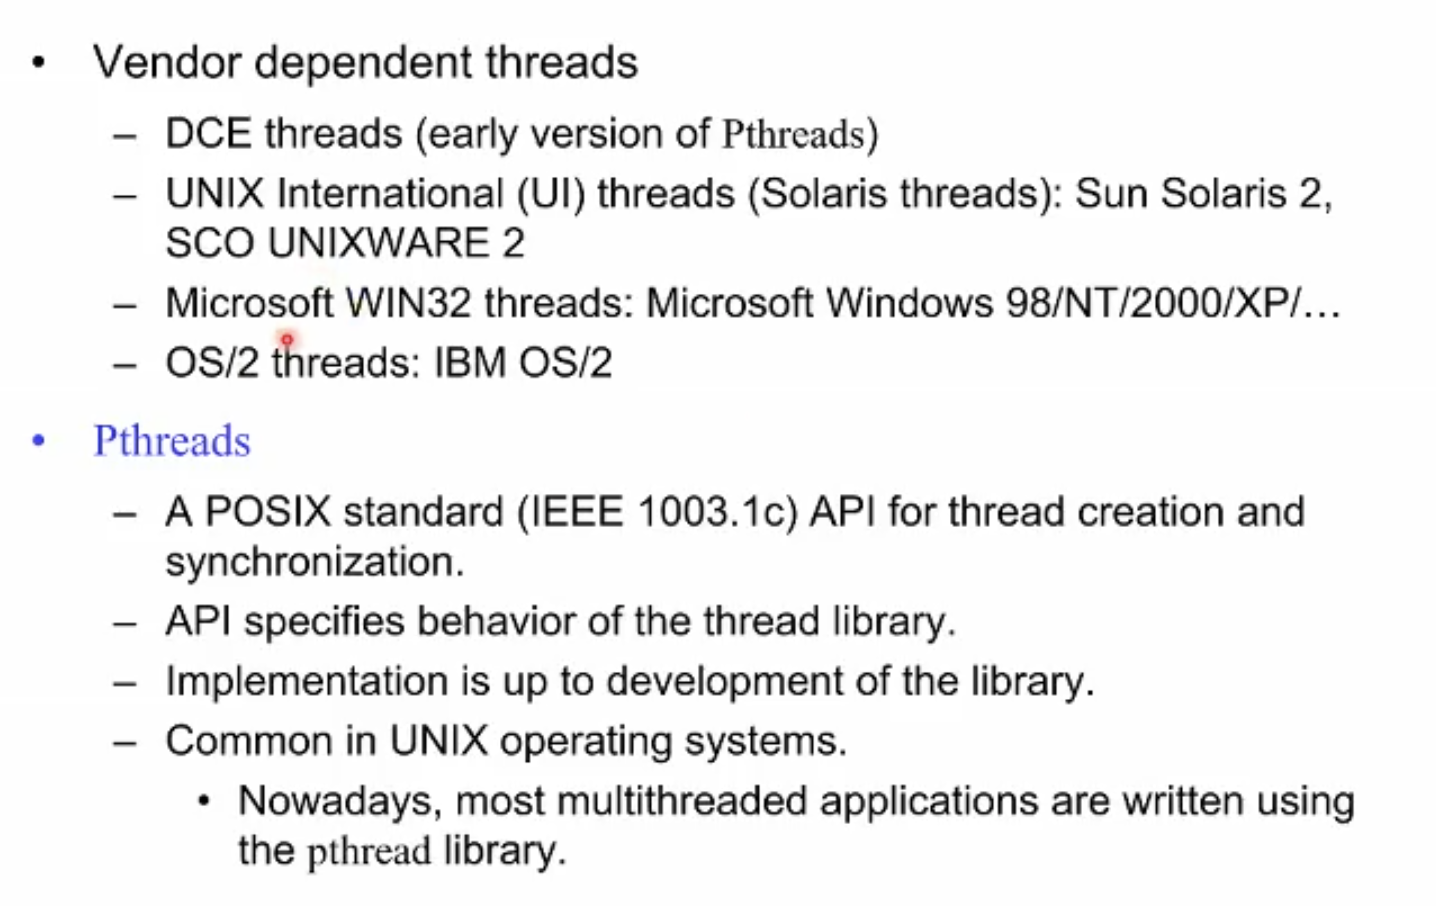 • Vendor dependent threads
– DCE threads (early version of Pthreads)
– UNIX International (UI) threads (Solaris threads): Sun Solaris 2,
SCO UNIXWARE 2
– Microsoft WIN32 threads: Microsoft Windows 98/NT/2000/XP/...
– OS/2 threads: IBM OS/2
• Pthreads
– A POSIX standard (IEEE 1003.1c) API for thread creation and
synchronization.
– API specifies behavior of the thread library.
– Implementation is up to development of the library.
– Common in UNIX operating systems.
• Nowadays, most multithreaded applications are written using
the pthread library.